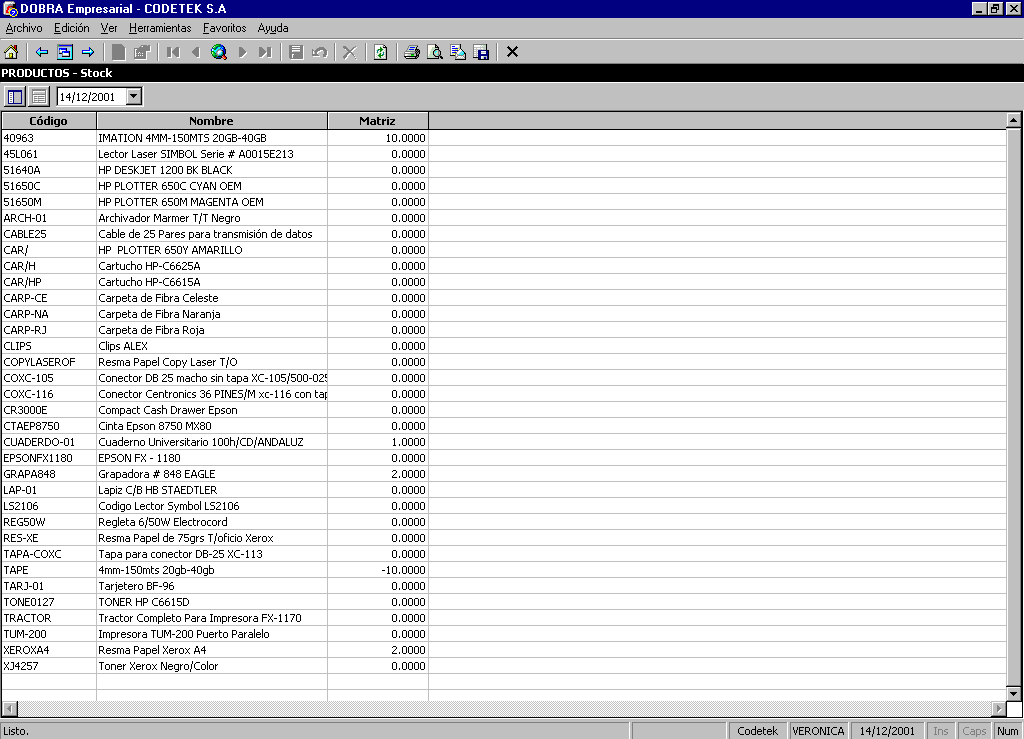 DOBRA Empresarial - CODETEK S.A
Archivo Edición Ver Herramientas Favoritos Ayuda
PRODUCTOS - Stock
14/12/2001
Código Nombre Matriz
40963 IMATION 4MM-150MTS 20GB-40GB 10.0000
45L061 Lector Laser SIMBOL Serie # A0015E213 0.0000
51640A HP DESKJET 1200 BK BLACK 0.0000
51650C HP PLOTTER 650C CYAN OEM 0.0000
51650M HP PLOTTER 650M MAGENTA OEM 0.0000
ARCH-01 Archivador Marmer T/T Negro 0.0000
CABLE25 Cable de 25 Pares para transmisión de datos 0.0000
CAR/ HP PLOTTER 650Y AMARILLO 0.0000
CAR/H Cartucho HP-C6625A 0.0000
CAR/HP Cartucho HP-C6615A 0.0000
CARP-CE Carpeta de Fibra Celeste 0.0000
CARP-NA Carpeta de Fibra Naranja 0.0000
CARP-RJ Carpeta de Fibra Roja 0.0000
CLIPS Clips ALEX 0.0000
COPYLASEROF Resma Papel Copy Laser T/O 0.0000
COXC-105 Conector DB 25 macho sin tapa XC-105/500-025 0.0000
COXC-116 Conector Centronics 36 PINES/M xc-116 con tap 0.0000
CR3000E Compact Cash Drawer Epson 0.0000
CTAEP8750 Cinta Epson 8750 MX80 0.0000
CUADERDO-01 Cuaderno Universitario 100h/CD/ANDALUZ 1.0000
EPSONFX1180 EPSON FX - 1180 0.0000
GRAPA848 Grapadora # 848 EAGLE 2.0000
LAP-01 Lapiz C/B HB STAEDTLER 0.0000
LS2106 Codigo Lector Symbol LS2106 0.0000
REG50W Regleta 6/50W Electrocord 0.0000
RES-XE Resma Papel de 75grs T/oficio Xerox 0.0000
TAPA-COXC Tapa para conector DB-25 XC-113 0.0000
TAPE 4mm-150mts 20gb-40gb -10.0000
TARJ-01 Tarjetero BF-96 0.0000
TONE0127 TONER HP C6615D 0.0000
TRACTOR Tractor Completo Para Impresora FX-1170 0.0000
TUM-200 Impresora TUM-200 Puerto Paralelo 0.0000
XEROXA4 Resma Papel Xerox A4 2.0000
XJ4257 Toner Xerox Negro/Color 0.0000
Listo. Codetek VERONICA 14/12/2001 Ins Caps Num